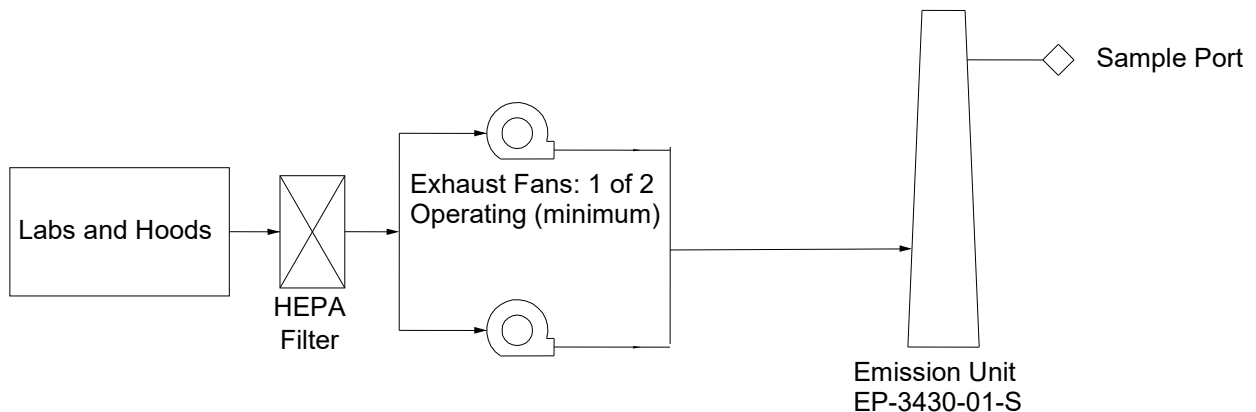 Sample Port
Exhaust Fans: 1 of 2
Operating (minimum)
Labs and Hoods
HEPA
Filter
Emission Unit
EP-3430-01-S